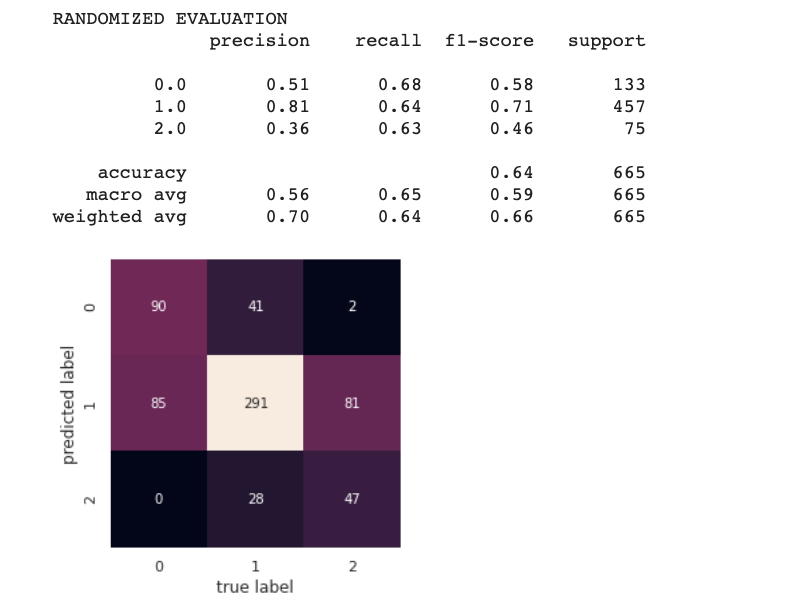 RANDOMIZED EVALUATION
precision recall f1-score support
0.0 0.51 0.68 0.58 133
1.0 0.81 0.64 0.71 457
2.0 0.36 0.63 0.46 75
accuracy 0.64 665
macro avg 0.56 0.65 0.59 665
weighted avg 0.70 0.64 0.66 665
0 90 41 2
predicted label
1 85 291 81
2 0 28 47
0 1 2
true label